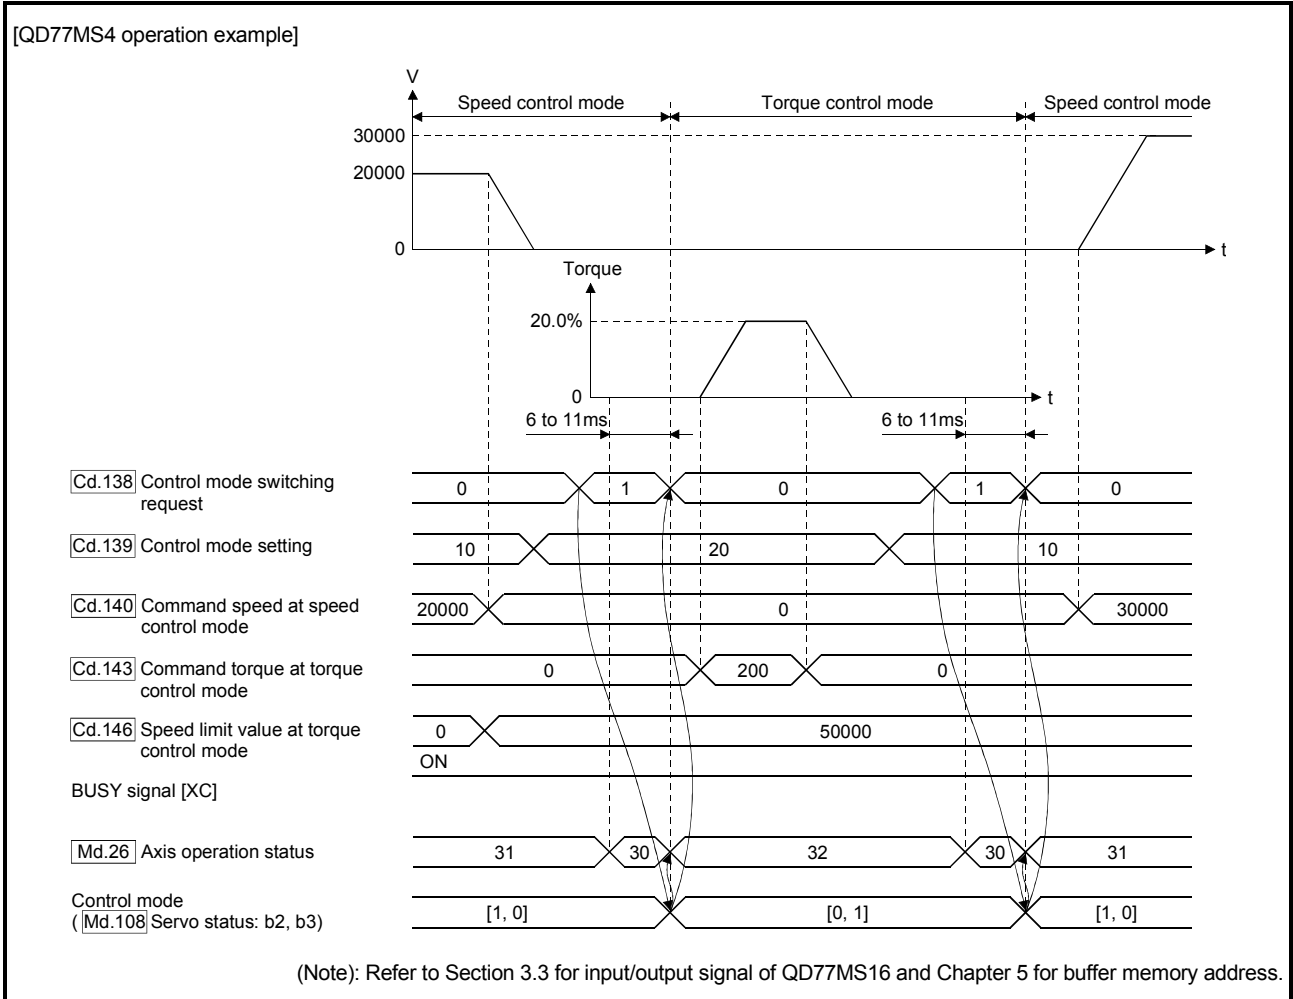 [QD77MS4 operation example]
V
Speed control mode
Torque control mode
Speed control mode
30000
20000
0
t
Torque
20.0%
0
t
6 to 11ms
6 to 11ms
Cd.138 Control mode switching
request
0
1
0
1
0
Cd.139 Control mode setting
10
20
10
Cd.140 Command speed at speed
control mode
20000
0
30000
Cd.143 Command torque at torque
control mode
0
200
0
Cd.146 Speed limit value at torque
control mode
0
50000
ON
BUSY signal [XC]
Md.26 Axis operation status
31
30
32
30
31
Control mode
( Md.108 Servo status: b2, b3)
[1, 0]
[0, 1]
[1, 0]
(Note): Refer to Section 3.3 for input/output signal of QD77MS16 and Chapter 5 for buffer memory address.